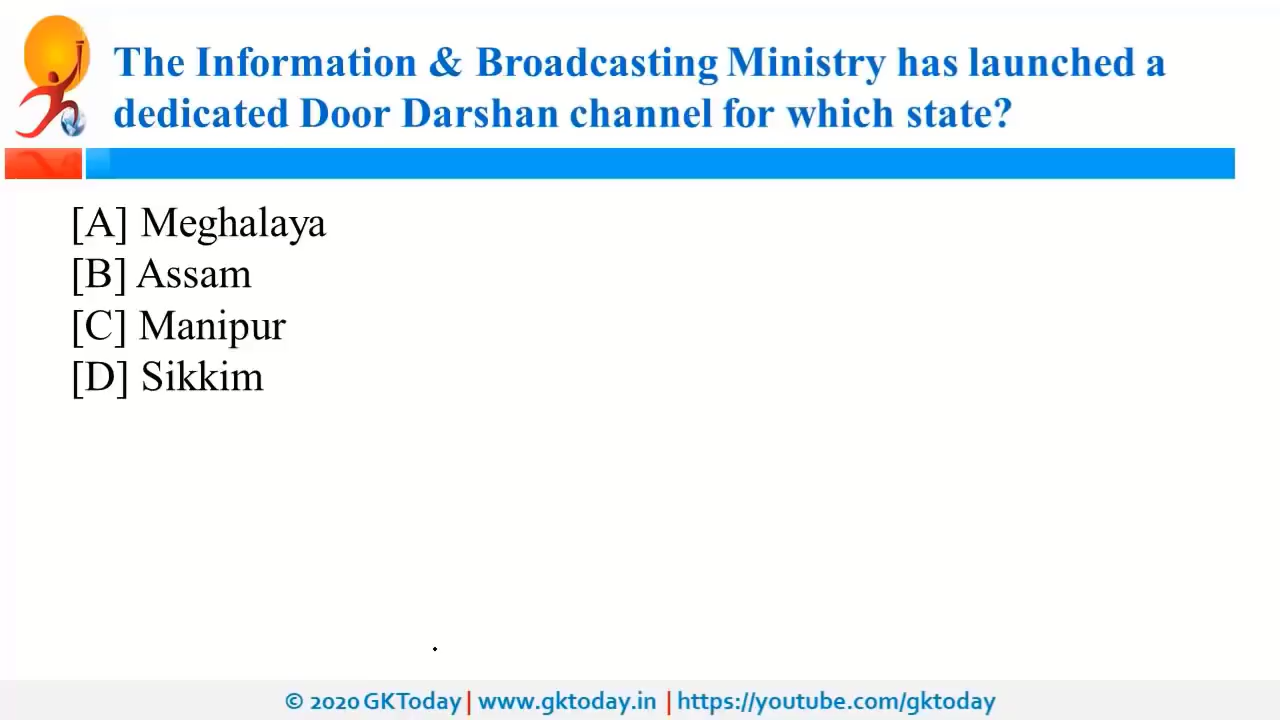 The Information & Broadcasting Ministry has launched a
dedicated Door Darshan channel for which state?
[A] Meghalaya
[B] Assam
[C] Manipur
[D] Sikkim
© 2020 GKToday | www.gktoday.in | https://youtube.com/gktoday